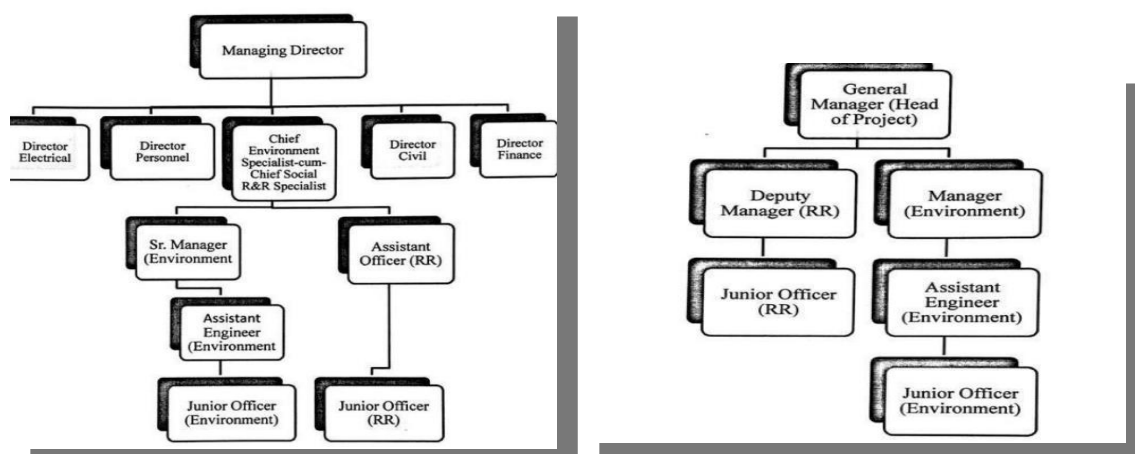 Managing Director
Director
Electrical
Director
Personnel
Chief
Environment
Specialist-cum-
Chief Social
R&R Specialist
Director
Civil
Director
Finance
Sr. Manager
(Environment
Assistant
Officer (RR)
Assistant
Engineer
(Environment
Junior Officer
(Environment)
Junior Officer
(RR)
General
Manager (Head
of Project)
Deputy
Manager (RR)
Manager
(Environment)
Junior Officer
(RR)
Assistant
Engineer
(Environment)
Junior Officer
(Environment)